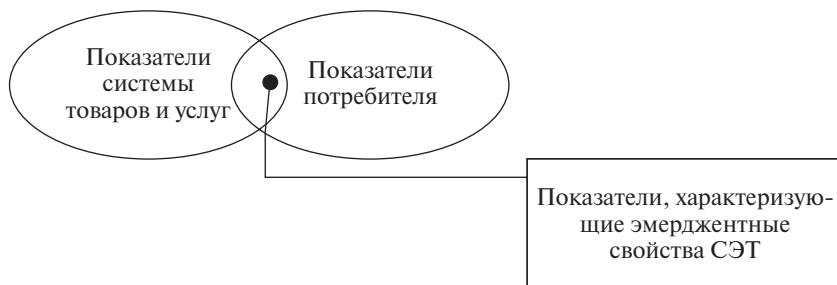 Показатели
системы
товаров и услуг
Показатели
потребителя
Показатели, характеризую-
щие эмерджентные
свойства СЭТ